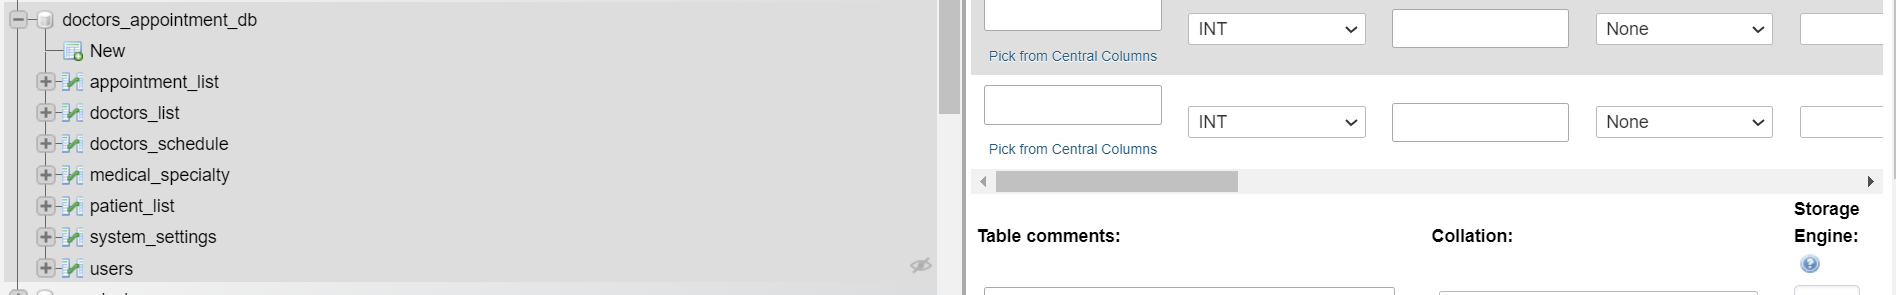 doctors_appointment_db
New
appointment_list
doctors_list
doctors_schedule
medical_specialty
patient_list
system_settings
users
INT
None
Pick from Central Columns
INT
None
Pick from Central Columns
Table comments:
Collation:
Storage
Engine: